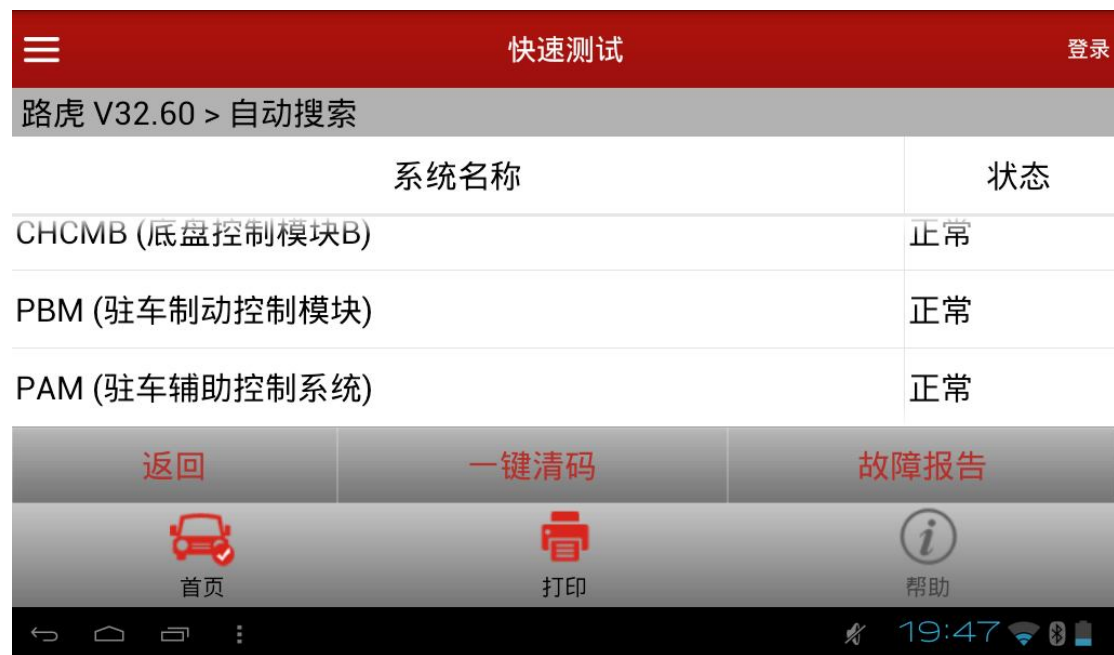 快速测试
登录
路虎 V32.60 > 自动搜索
系统名称 状态
CHCMB (底盘控制模块B) 正常
PBM (驻车制动控制模块) 正常
PAM (驻车辅助控制系统) 正常
返回 一键清码 故障报告
首页 打印 帮助
19:47